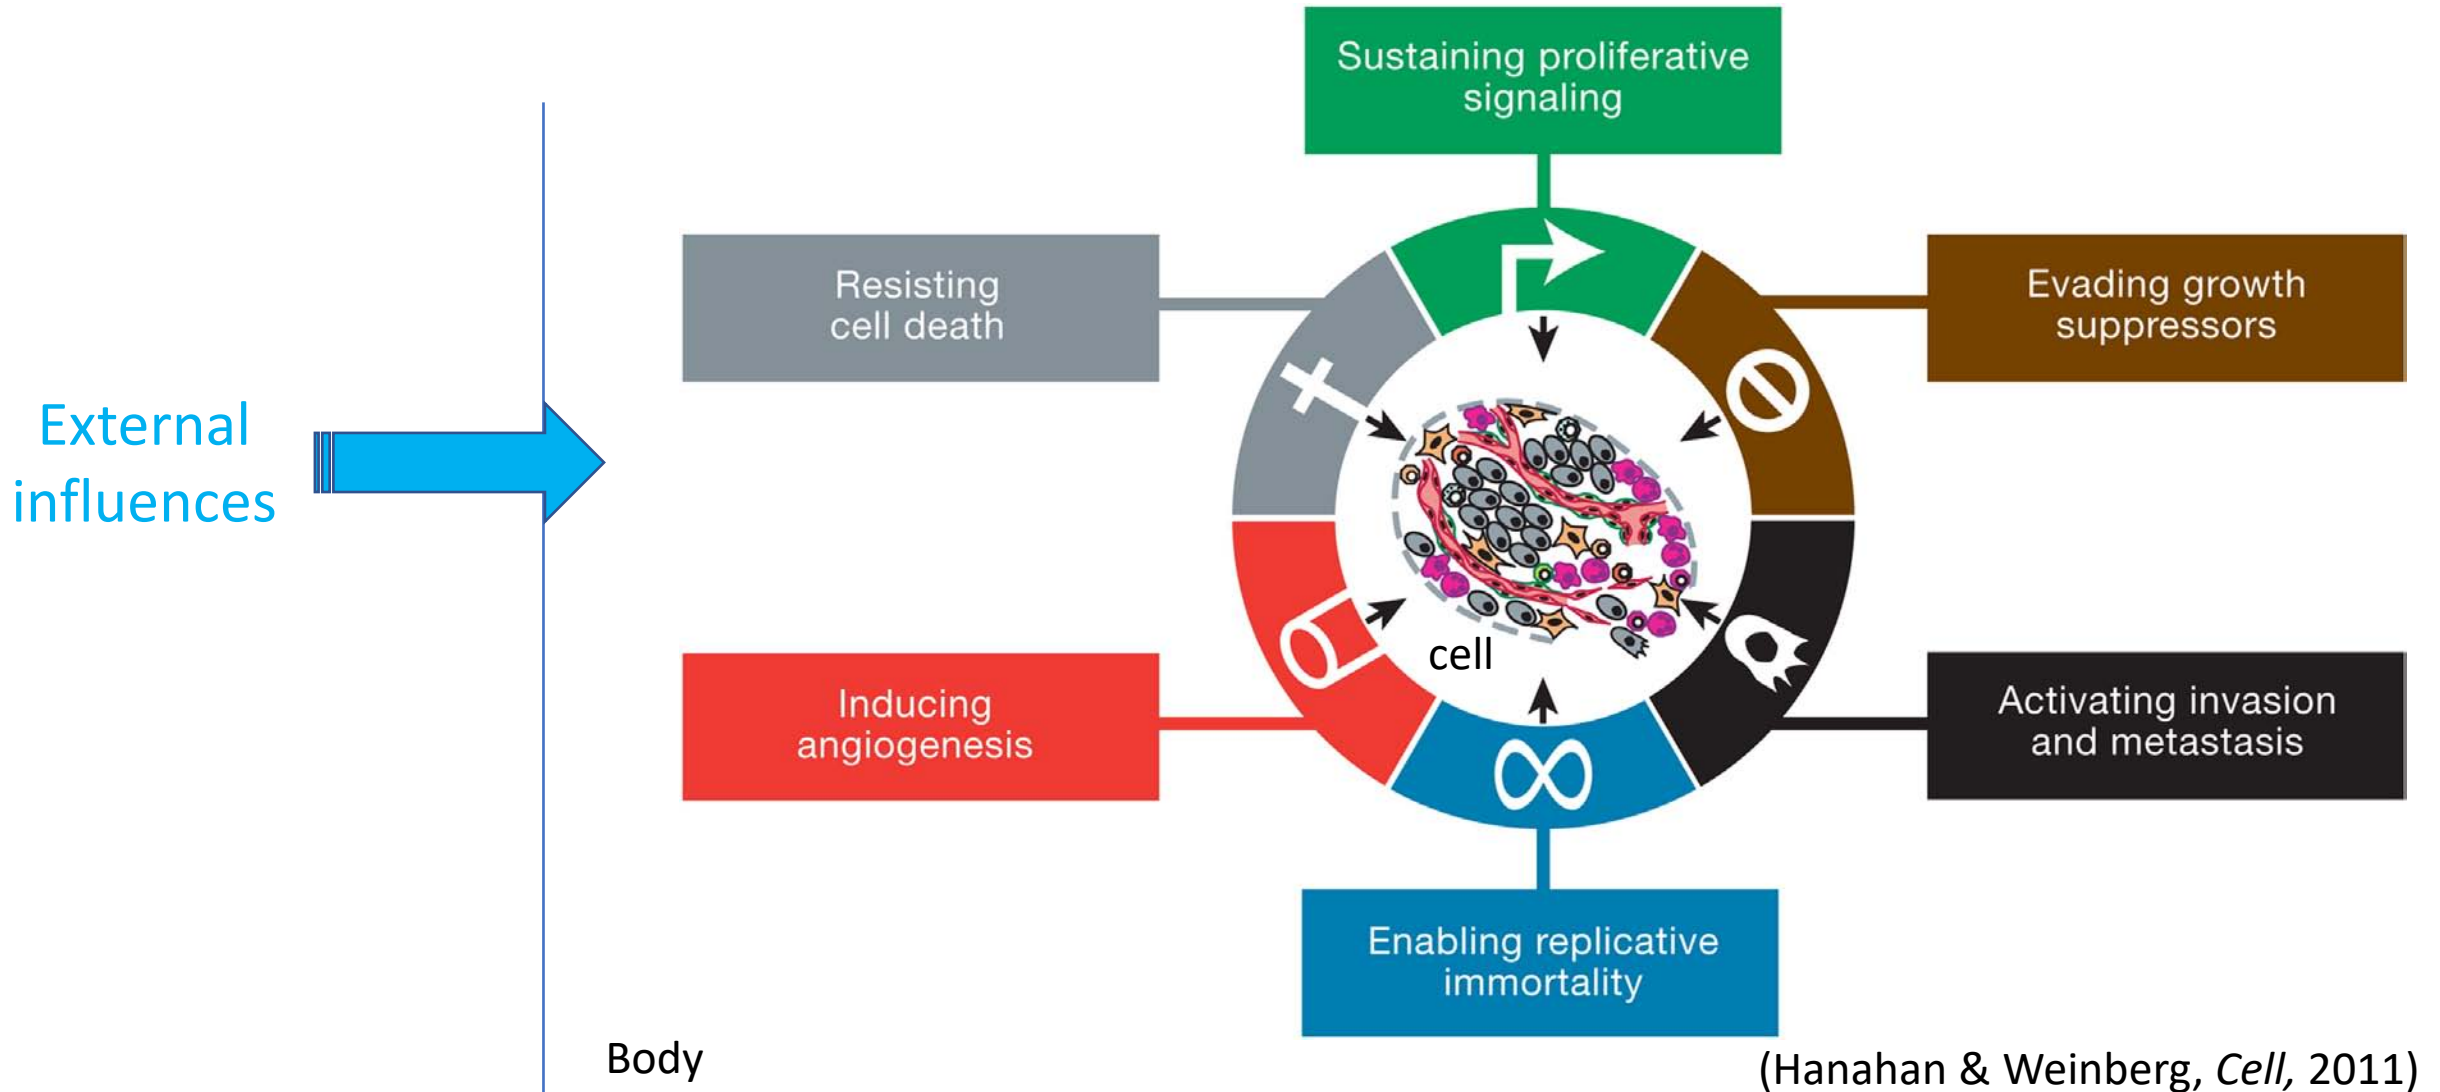 Sustaining proliferative
signaling
Resisting
cell death
Evading growth
suppressors
External
influences
cell
Inducing
angiogenesis
Activating invasion
and metastasis
Enabling replicative
immortality
Body
(Hanahan & Weinberg, Cell, 2011)